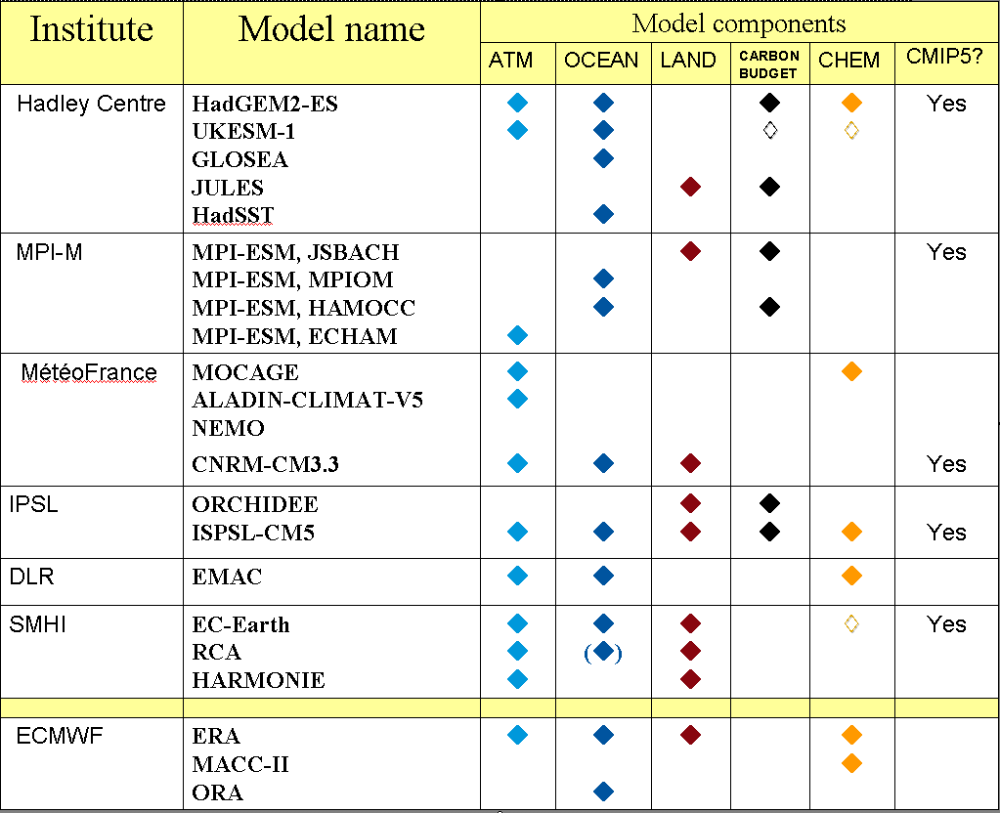 Institute Model name Model components
ATM OCEAN LAND CARBON BUDGET CHEM CMIP5?
Hadley Centre HadGEM2-ES ◆ ◆ ◆ ◆ Yes
UKESM-1 ◆ ◆ ◇ ◇
GLOSEA ◆
JULES ◆ ◆
HadSST ◆
MPI-M MPI-ESM, JSBACH ◆ ◆ Yes
MPI-ESM, MPIOM ◆
MPI-ESM, HAMOCC ◆ ◆
MPI-ESM, ECHAM ◆
MétéoFrance MOCAGE ◆ ◆
ALADIN-CLIMAT-V5 ◆
NEMO
CNRM-CM3.3 ◆ ◆ ◆ Yes
IPSL ORCHIDEE ◆ ◆
ISPSL-CM5 ◆ ◆ ◆ ◆ ◆ Yes
DLR EMAC ◆ ◆ ◆
SMHI EC-Earth ◆ ◆ ◆ ◇ Yes
RCA ◆ (◆) ◆
HARMONIE ◆ ◆
ECMWF ERA ◆ ◆ ◆ ◆
MACC-II ◆
ORA ◆